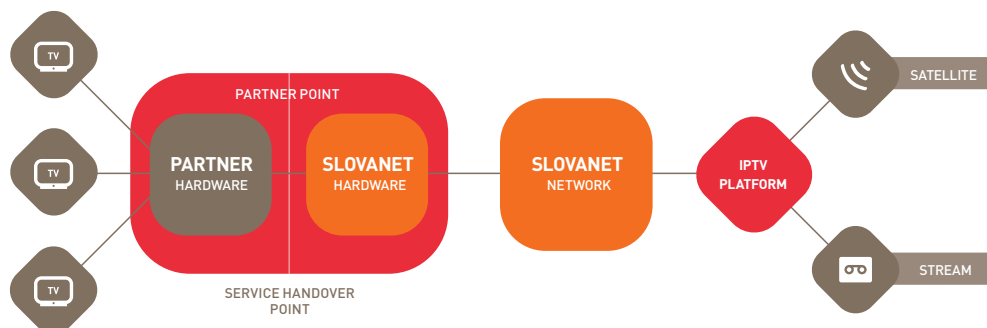 TV
TV
TV
PARTNER POINT
PARTNER
HARDWARE
SLOVANET
HARDWARE
SERVICE HANDOVER
POINT
SLOVANET
NETWORK
IPTV
PLATFORM
SATELLITE
STREAM